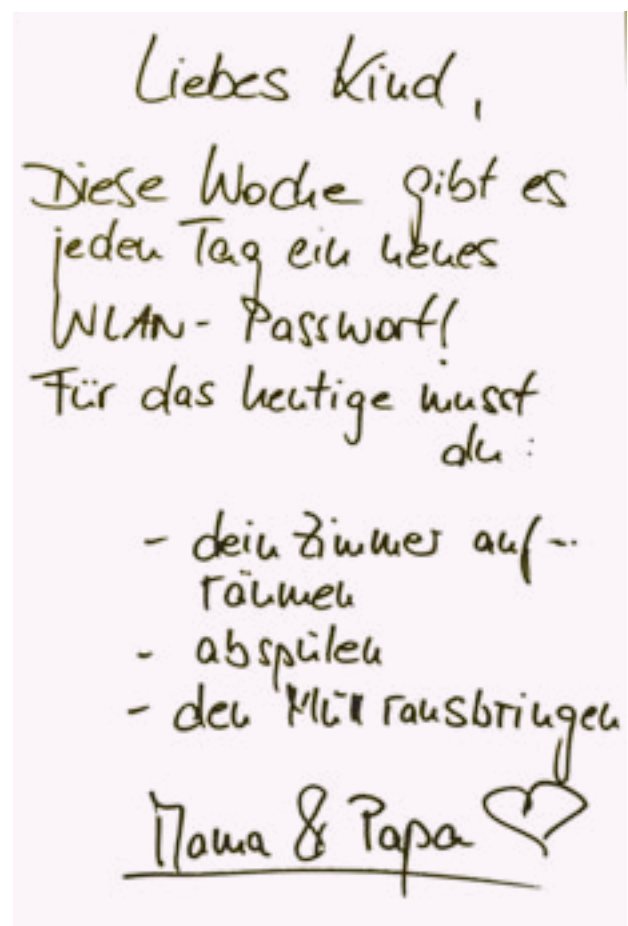 Liebes Kind,
Diese Woche gibt es
jeden Tag ein neues
WLAN-Passwort!
Für das heutige musst
du:
- dein Zimmer auf-
räumen
- abspülen
- den Müll rausbringen
Mama & Papa